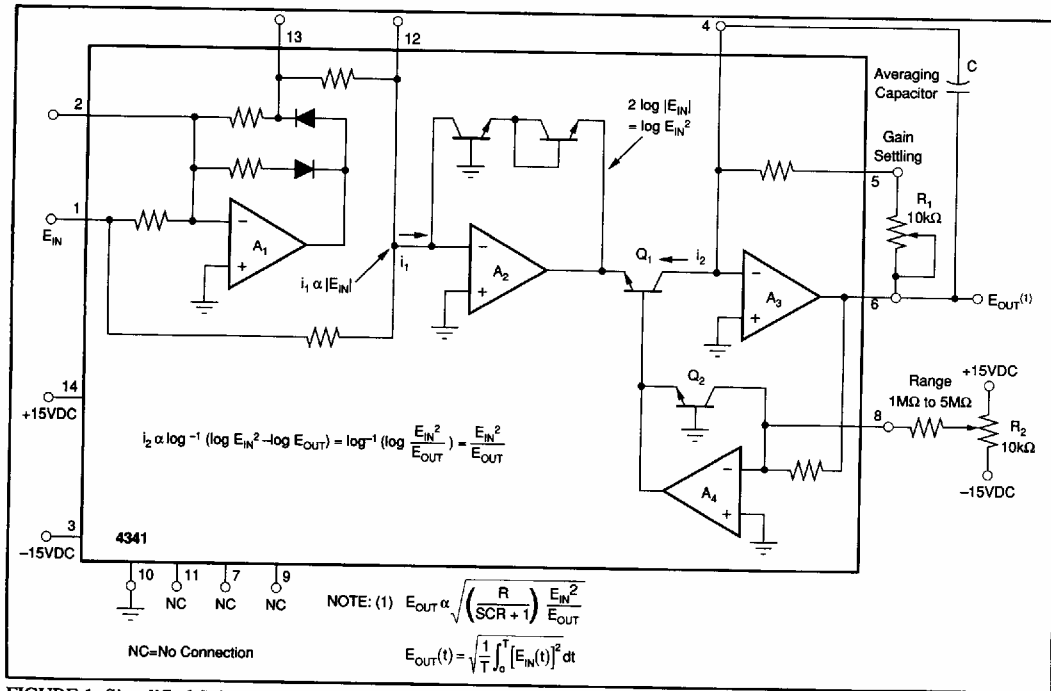 13
12
4
C
Averaging
Capacitor
2
2 log |E_IN|
= log E_IN²
Gain
Settling
5
R₁
10kΩ
1
E_IN
−
+
A₁
i₁ α |E_IN|
i₁
−
+
A₂
Q₁
i₂
−
+
A₃
6
E_OUT⁽¹⁾
Q₂
Range
1MΩ to 5MΩ
+15VDC
8
R₂
10kΩ
−15VDC
14
+15VDC
i₂ α log⁻¹ (log E_IN² − log E_OUT) = log⁻¹ (log E_IN²/E_OUT) = E_IN²/E_OUT
−
+
A₄
3
−15VDC
4341
10
11
7
9
NC
NC
NC
NOTE: (1) E_OUT α √((R/(SCR + 1)) E_IN²/E_OUT)
NC=No Connection
E_OUT(t) = √(1/T ∫₀ᵀ [E_IN(t)]² dt)